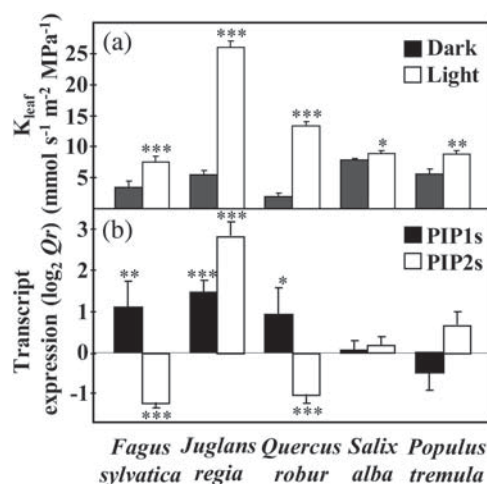 (a)
Dark
Light
K_leaf
(mmol s⁻¹ m⁻² MPa⁻¹)
25
20
15
10
5
***
***
***
*
**
(b)
PIP1s
PIP2s
Transcript
expression (log₂ Qr)
3
2
1
0
-1
**
***
***
***
*
***
Fagus sylvatica
Juglans regia
Quercus robur
Salix alba
Populus tremula